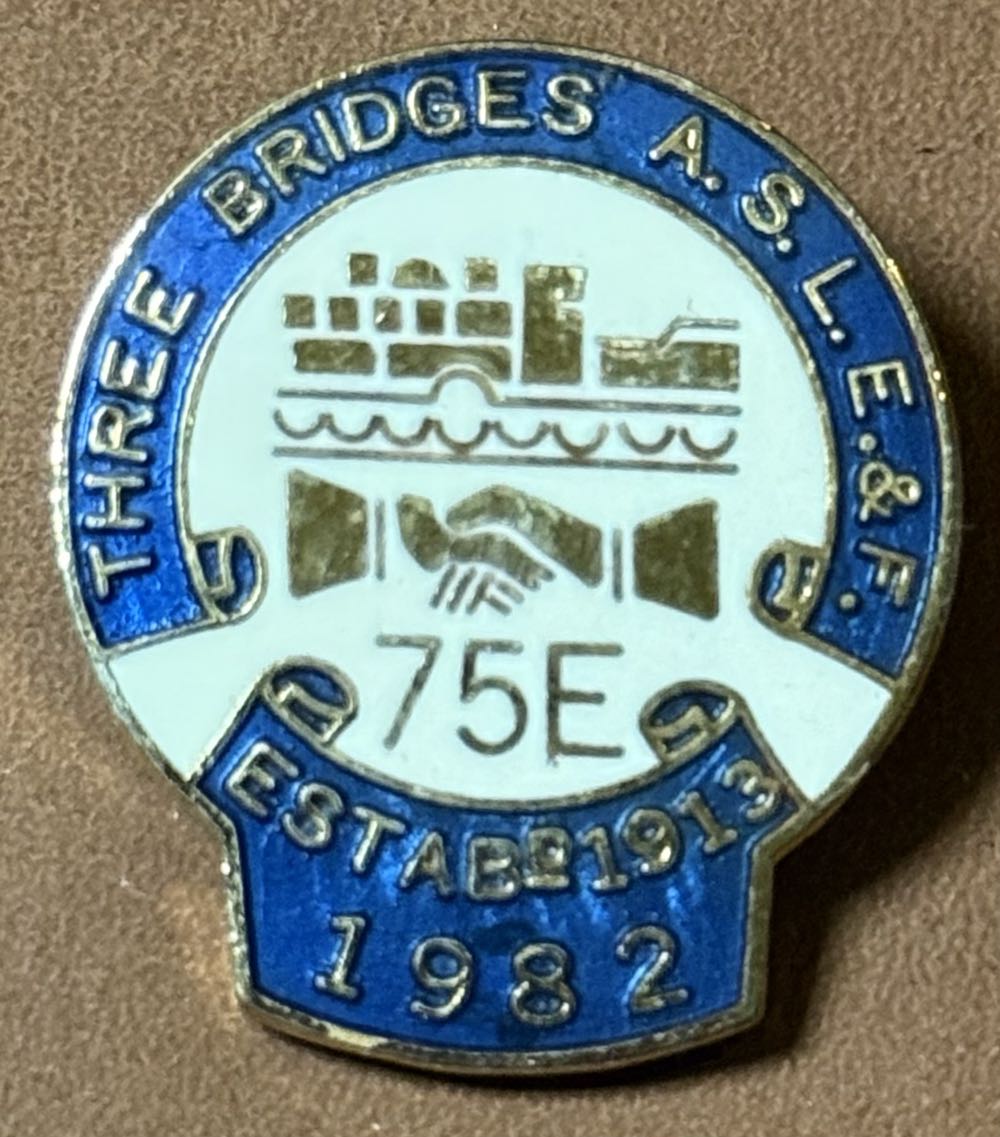 THREE BRIDGES A.S.L.E.&F.
75E
ESTABD 1913
1982